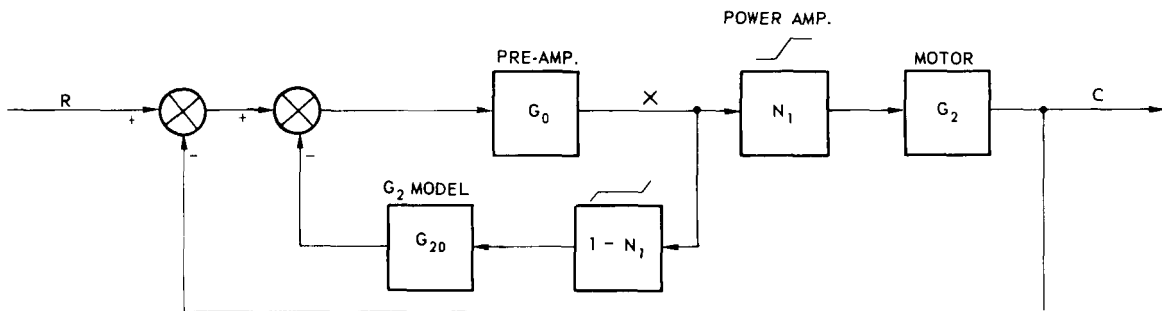 POWER AMP.
PRE-AMP.
MOTOR
R
+
+
X
C
G₀
N₁
G₂
-
-
G₂ MODEL
G₂₀
1 - N₁